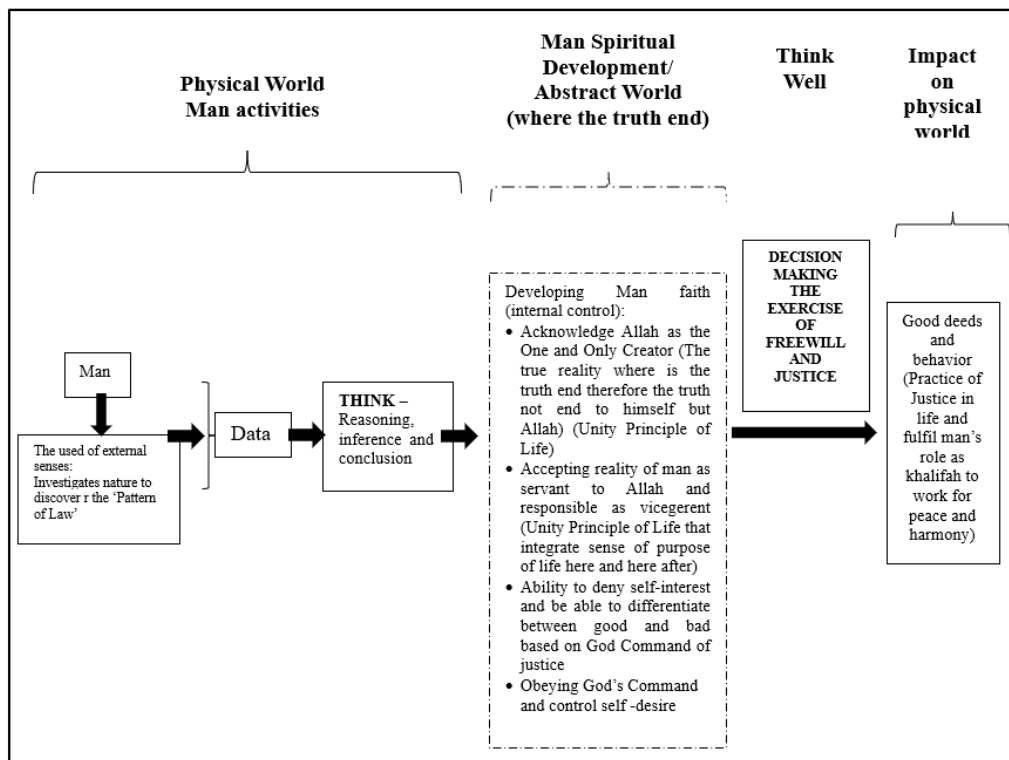 Physical World
Man activities
Man Spiritual
Development/
Abstract World
(where the truth end)
Think
Well
Impact
on
physical
world
Man
The used of external
senses:
Investigates nature to
discover r the ‘Pattern
of Law’
Data
THINK –
Reasoning,
inference and
conclusion
Developing Man faith
(internal control):
• Acknowledge Allah as the
One and Only Creator (The
true reality where is the
truth end therefore the truth
not end to himself but
Allah) (Unity Principle of
Life)
• Accepting reality of man as
servant to Allah and
responsible as vicegerent
(Unity Principle of Life that
integrate sense of purpose
of life here and here after)
• Ability to deny self-interest
and be able to differentiate
between good and bad
based on God Command of
justice
• Obeying God’s Command
and control self -desire
DECISION
MAKING
THE
EXERCISE
OF
FREEWILL
AND
JUSTICE
Good deeds
and
behavior
(Practice of
Justice in
life and
fulfil man’s
role as
khalifah to
work for
peace and
harmony)